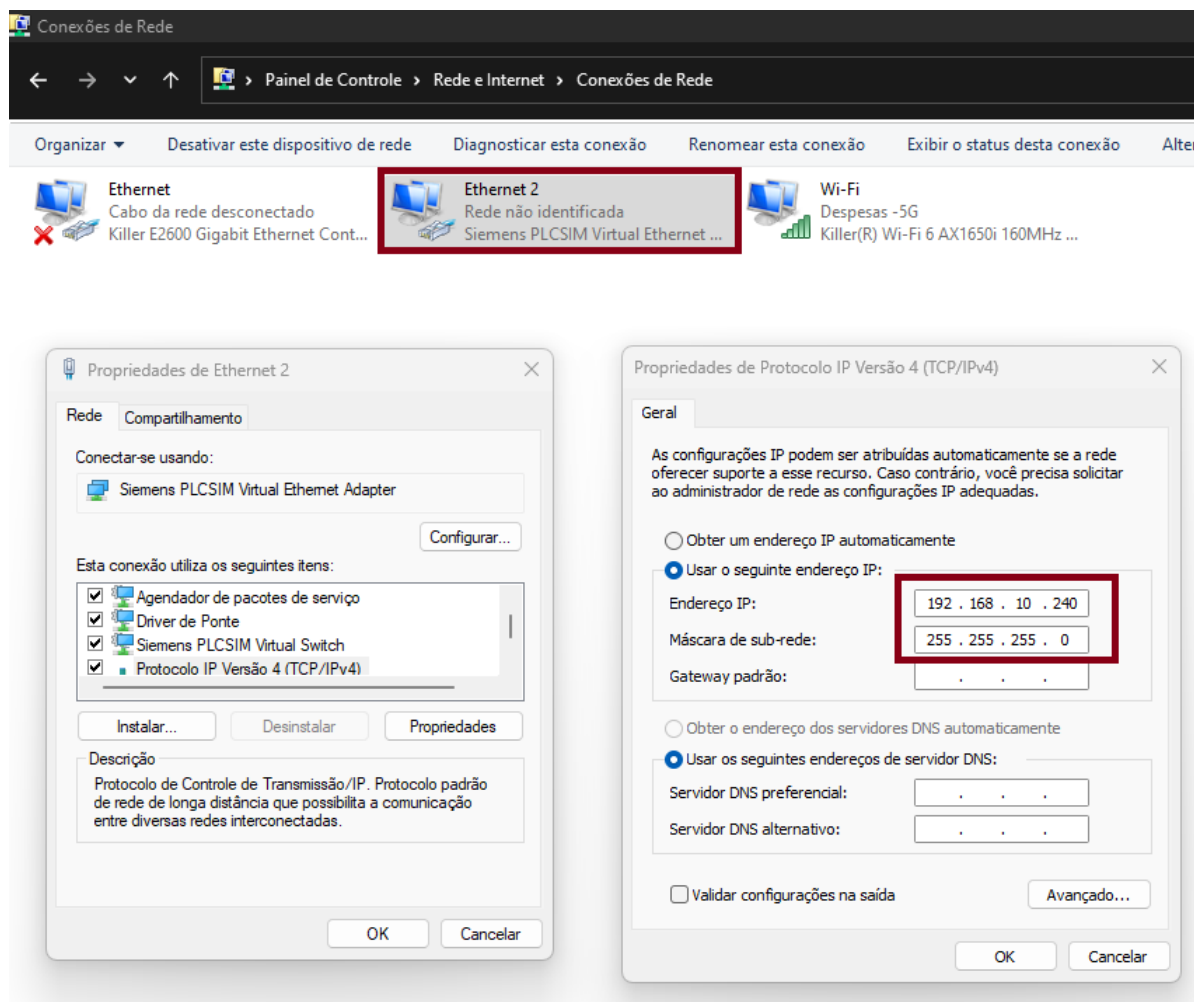 Conexões de Rede
Painel de Controle > Rede e Internet > Conexões de Rede
Organizar Desativar este dispositivo de rede Diagnosticar esta conexão Renomear esta conexão Exibir o status desta conexão Alte
Ethernet
Cabo da rede desconectado
Killer E2600 Gigabit Ethernet Cont...
Ethernet 2
Rede não identificada
Siemens PLCSIM Virtual Ethernet ...
Wi-Fi
Despesas -5G
Killer(R) Wi-Fi 6 AX1650i 160MHz ...
Propriedades de Ethernet 2
Rede Compartilhamento
Conectar-se usando:
Siemens PLCSIM Virtual Ethernet Adapter
Configurar...
Esta conexão utiliza os seguintes itens:
Agendador de pacotes de serviço
Driver de Ponte
Siemens PLCSIM Virtual Switch
Protocolo IP Versão 4 (TCP/IPv4)
Instalar... Desinstalar Propriedades
Descrição
Protocolo de Controle de Transmissão/IP. Protocolo padrão
de rede de longa distância que possibilita a comunicação
entre diversas redes interconectadas.
OK Cancelar
Propriedades de Protocolo IP Versão 4 (TCP/IPv4)
Geral
As configurações IP podem ser atribuídas automaticamente se a rede
oferecer suporte a esse recurso. Caso contrário, você precisa solicitar
ao administrador de rede as configurações IP adequadas.
Obter um endereço IP automaticamente
Usar o seguinte endereço IP:
Endereço IP: 192 . 168 . 10 . 240
Máscara de sub-rede: 255 . 255 . 255 . 0
Gateway padrão: . . .
Obter o endereço dos servidores DNS automaticamente
Usar os seguintes endereços de servidor DNS:
Servidor DNS preferencial: . . .
Servidor DNS alternativo: . . .
Validar configurações na saída Avançado...
OK Cancelar